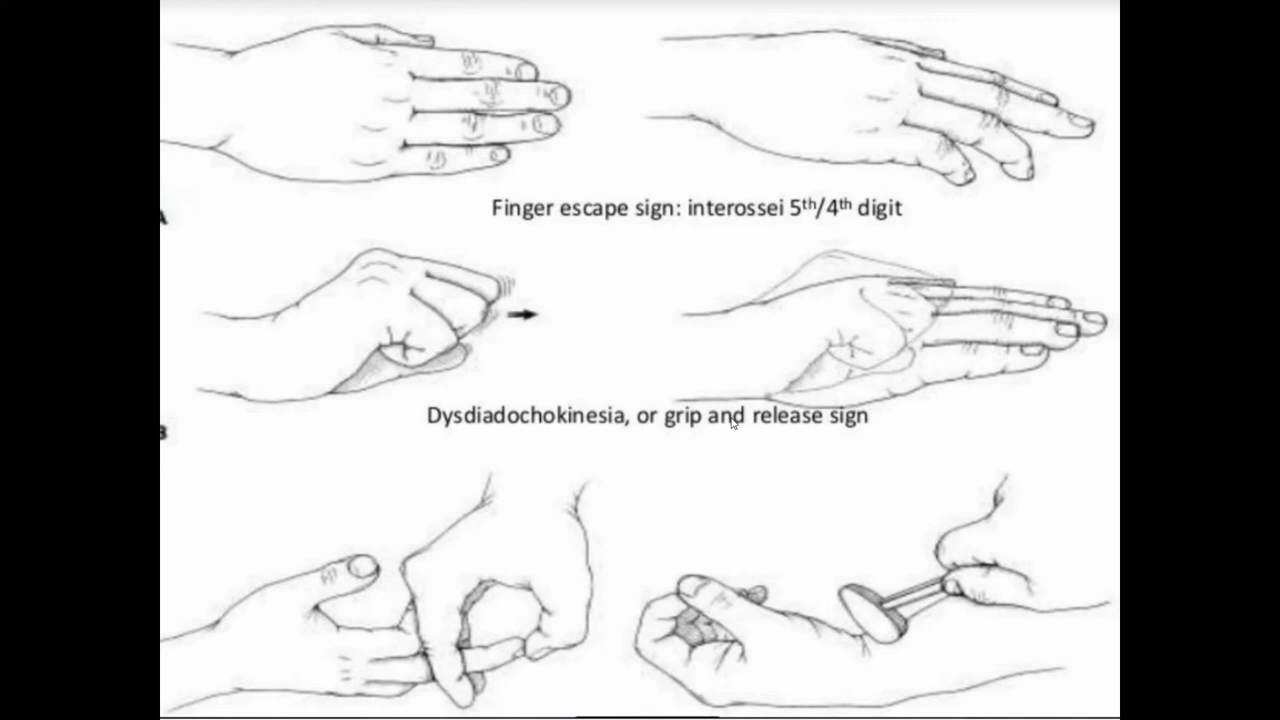 Finger escape sign: interossei 5th/4th digit
A
Dysdiadochokinesia, or grip and release sign
B